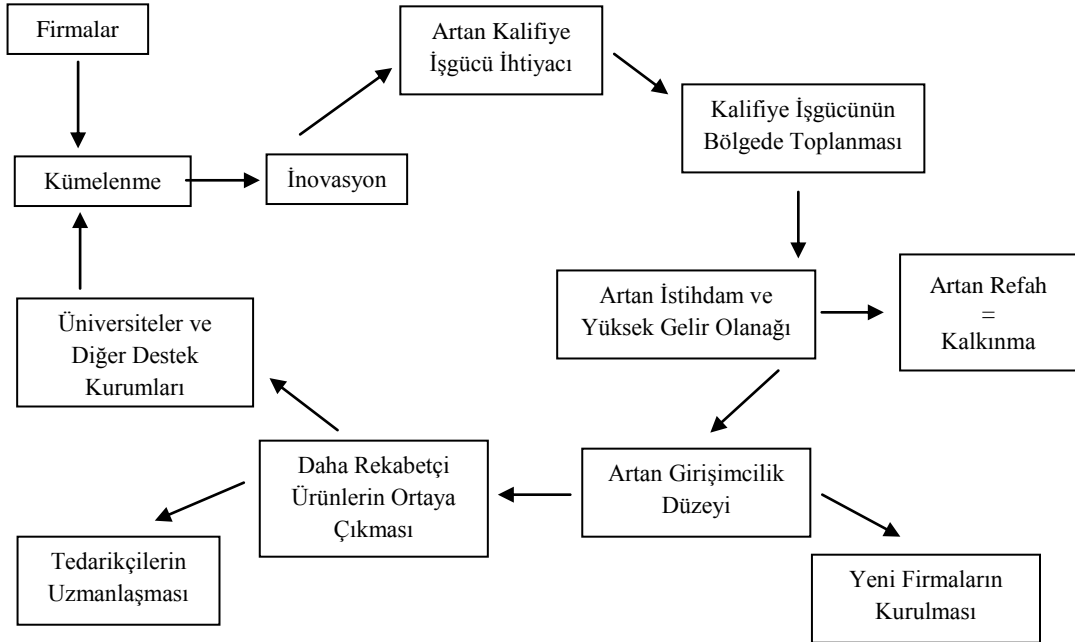 Firmalar
Artan Kalifiye
İşgücü İhtiyacı
Kalifiye İşgücünün
Bölgede Toplanması
Kümelenme
İnovasyon
Artan İstihdam ve
Yüksek Gelir Olanağı
Artan Refah
=
Kalkınma
Üniversiteler ve
Diğer Destek
Kurumları
Daha Rekabetçi
Ürünlerin Ortaya
Çıkması
Artan Girişimcilik
Düzeyi
Tedarikçilerin
Uzmanlaşması
Yeni Firmaların
Kurulması